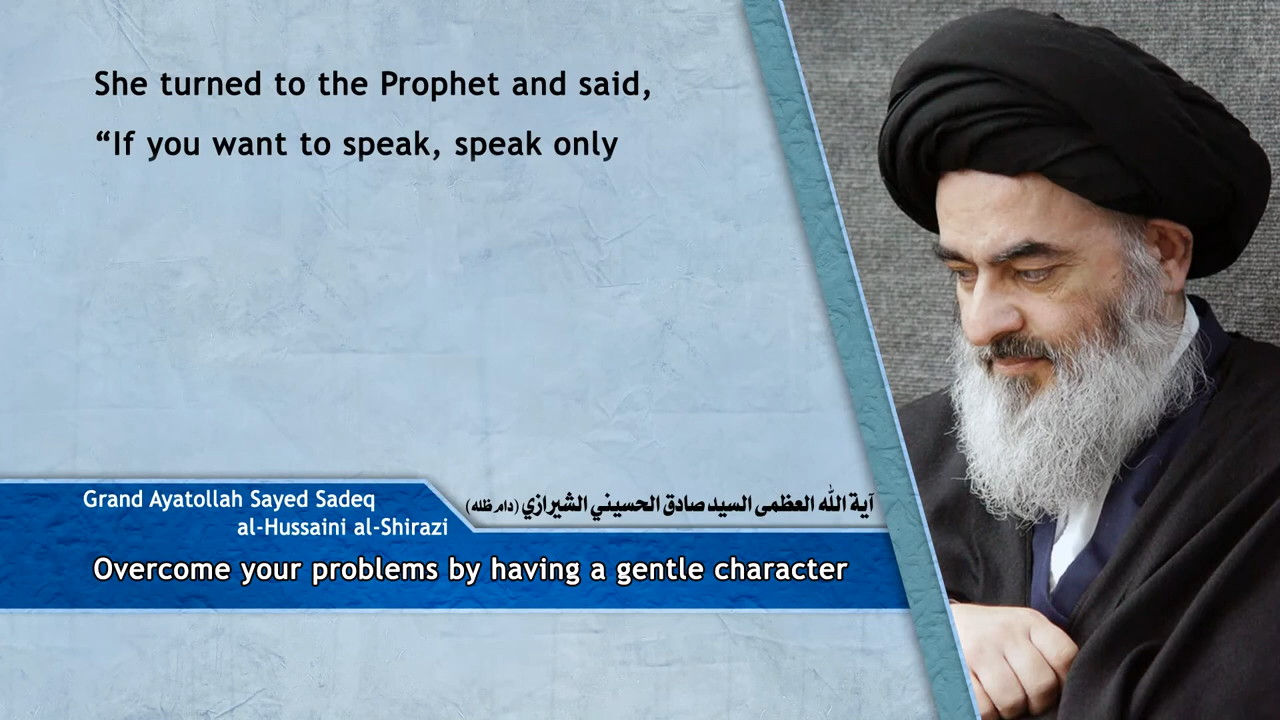 She turned to the Prophet and said,
“If you want to speak, speak only
Grand Ayatollah Sayed Sadeq
al-Hussaini al-Shirazi
آية الله العظمى السيد صادق الحسيني الشيرازي (دام ظله)
Overcome your problems by having a gentle character